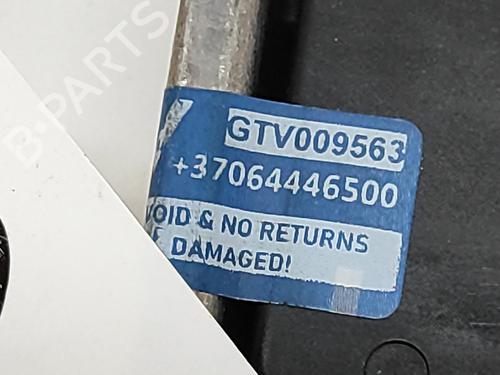 B-PARTS
GTV009563
+37064446500
VOID & NO RETURNS
DAMAGED!